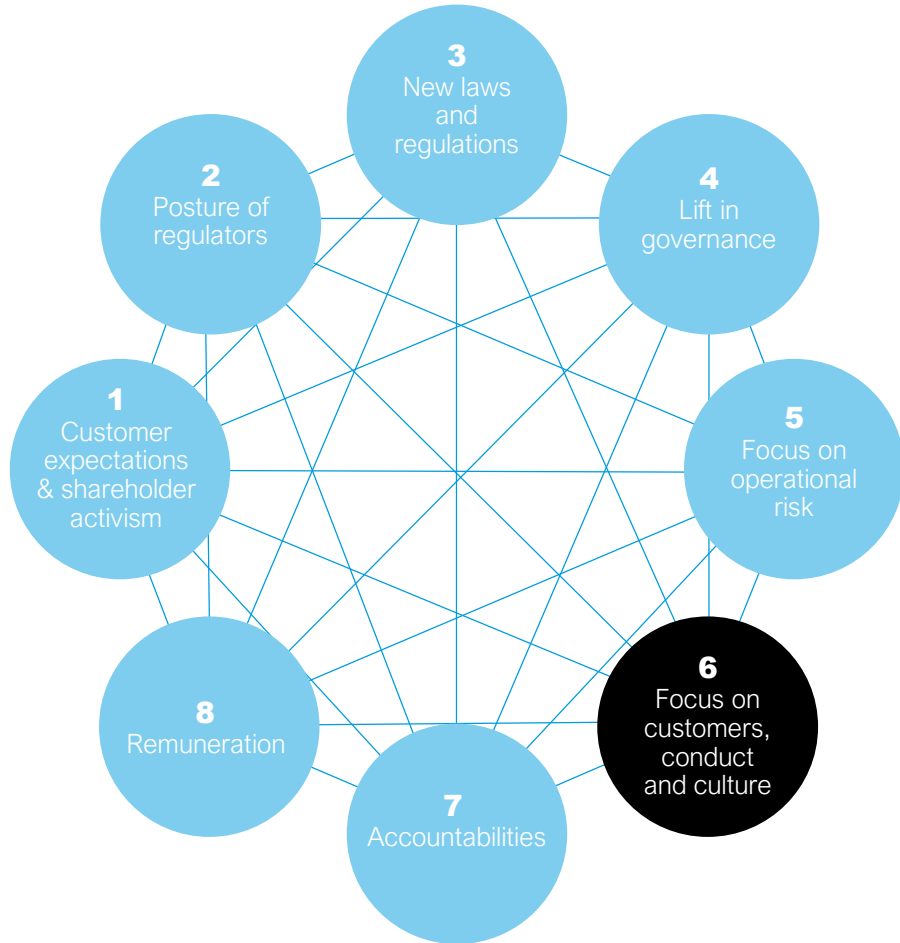 3
New laws
and
regulations
2
Posture of
regulators
4
Lift in
governance
1
Customer
expectations
& shareholder
activism
5
Focus on
operational
risk
6
Focus on
customers,
conduct
and culture
8
Remuneration
7
Accountabilities